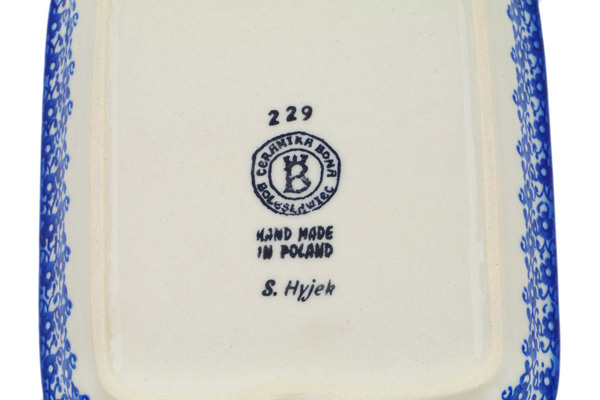 229
CERAMIKA BONA
B
BOLESŁAWIEC
HAND MADE
IN POLAND
S. Hyjek